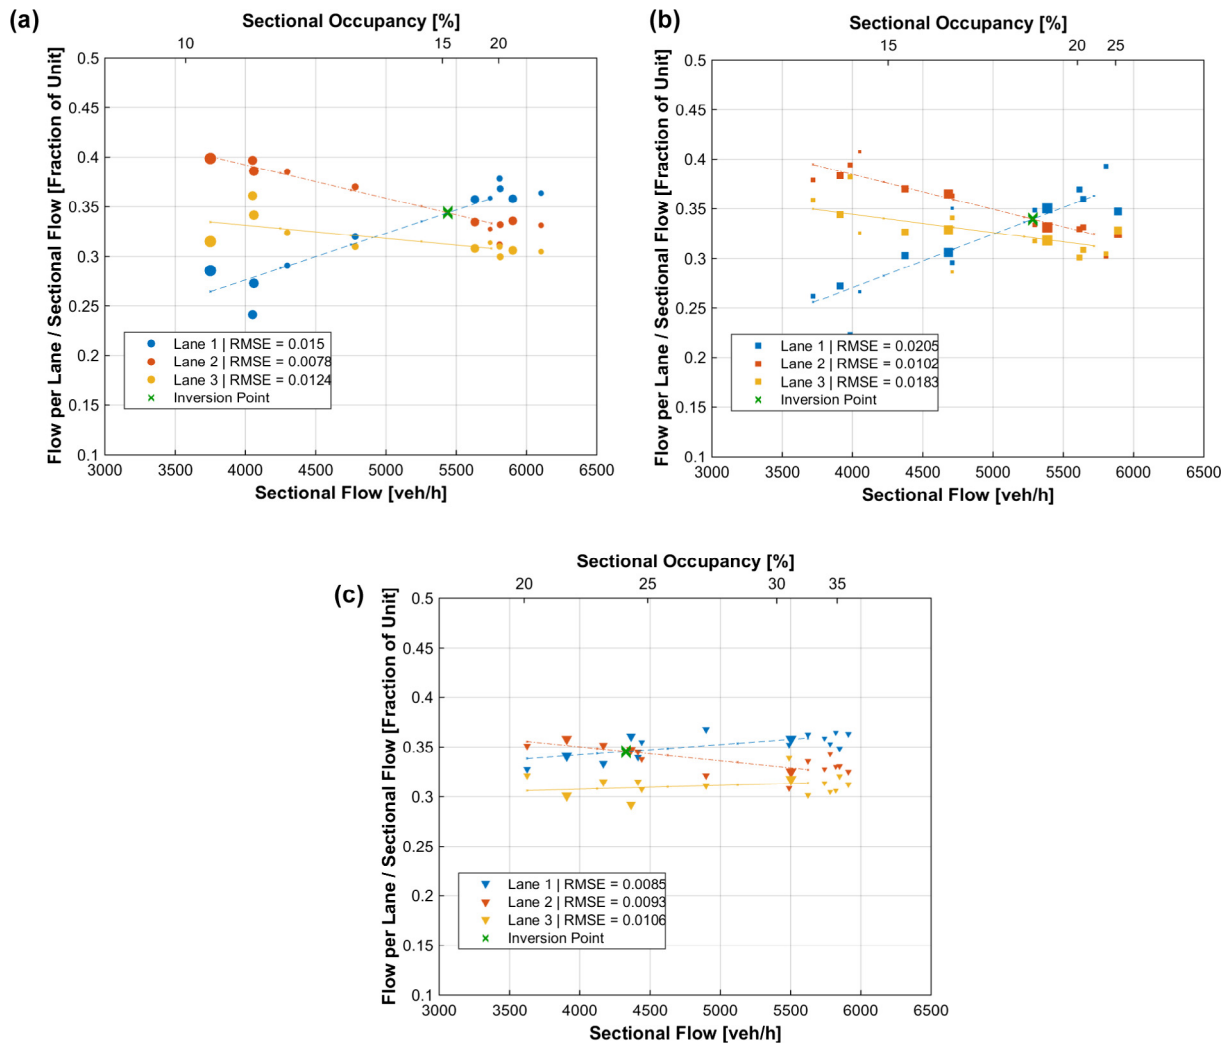 (a)
Sectional Occupancy [%]
10 15 20
Flow per Lane / Sectional Flow [Fraction of Unit]
0.5
0.45
0.4
0.35
0.3
0.25
0.2
0.15
0.1
Lane 1 | RMSE = 0.015
Lane 2 | RMSE = 0.0078
Lane 3 | RMSE = 0.0124
Inversion Point
3000 4000 4500 5000 5500 6000 6500
Sectional Flow [veh/h]
(b)
Sectional Occupancy [%]
15 20 25
Flow per Lane / Sectional Flow [Fraction of Unit]
0.5
0.45
0.4
0.35
0.3
0.25
0.2
0.15
0.1
Lane 1 | RMSE = 0.0205
Lane 2 | RMSE = 0.0102
Lane 3 | RMSE = 0.0183
Inversion Point
3000 4000 4500 5000 5500 6000 6500
Sectional Flow [veh/h]
(c)
Sectional Occupancy [%]
20 25 30 35
Flow per Lane / Sectional Flow [Fraction of Unit]
0.5
0.45
0.4
0.35
0.3
0.25
0.2
0.15
0.1
Lane 1 | RMSE = 0.0085
Lane 2 | RMSE = 0.0093
Lane 3 | RMSE = 0.0106
Inversion Point
3000 4000 4500 5000 5500 6000 6500
Sectional Flow [veh/h]